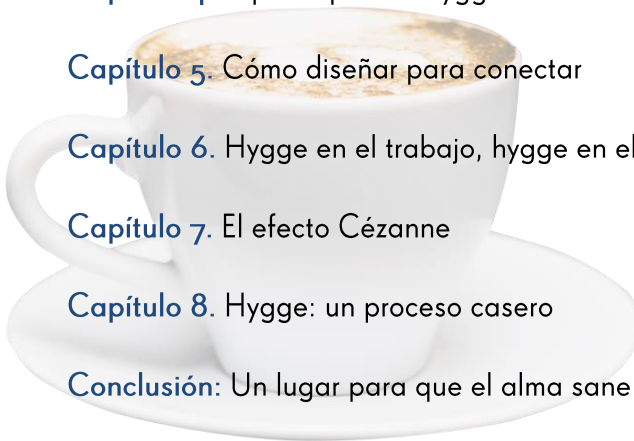 Capítulo 5. Cómo diseñar para conectar
Capítulo 6. Hygge en el trabajo, hygge en el
Capítulo 7. El efecto Cézanne
Capítulo 8. Hygge: un proceso casero
Conclusión: Un lugar para que el alma sane